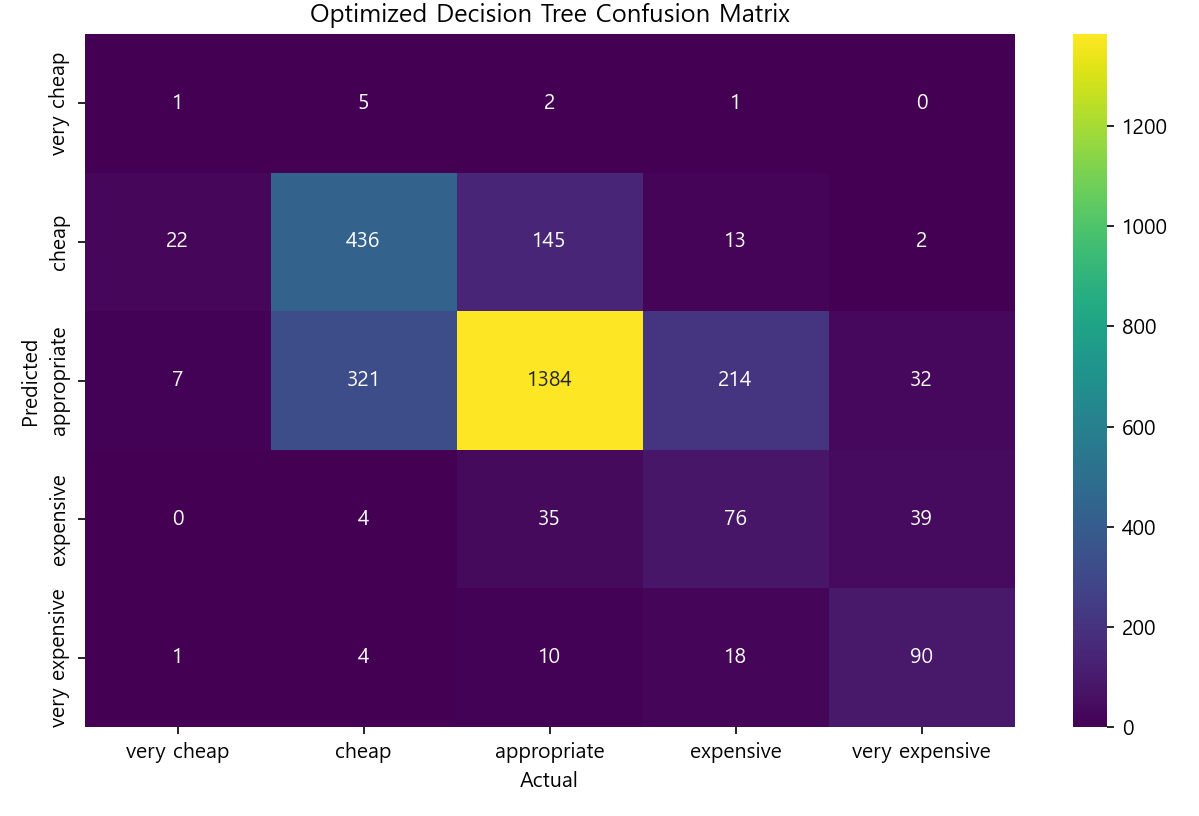 Optimized Decision Tree Confusion Matrix
Predicted
very cheap
1 5 2 1 0
cheap
22 436 145 13 2
appropriate
7 321 1384 214 32
expensive
0 4 35 76 39
very expensive
1 4 10 18 90
very cheap cheap appropriate expensive very expensive
Actual
1200
1000
800
600
400
200
0